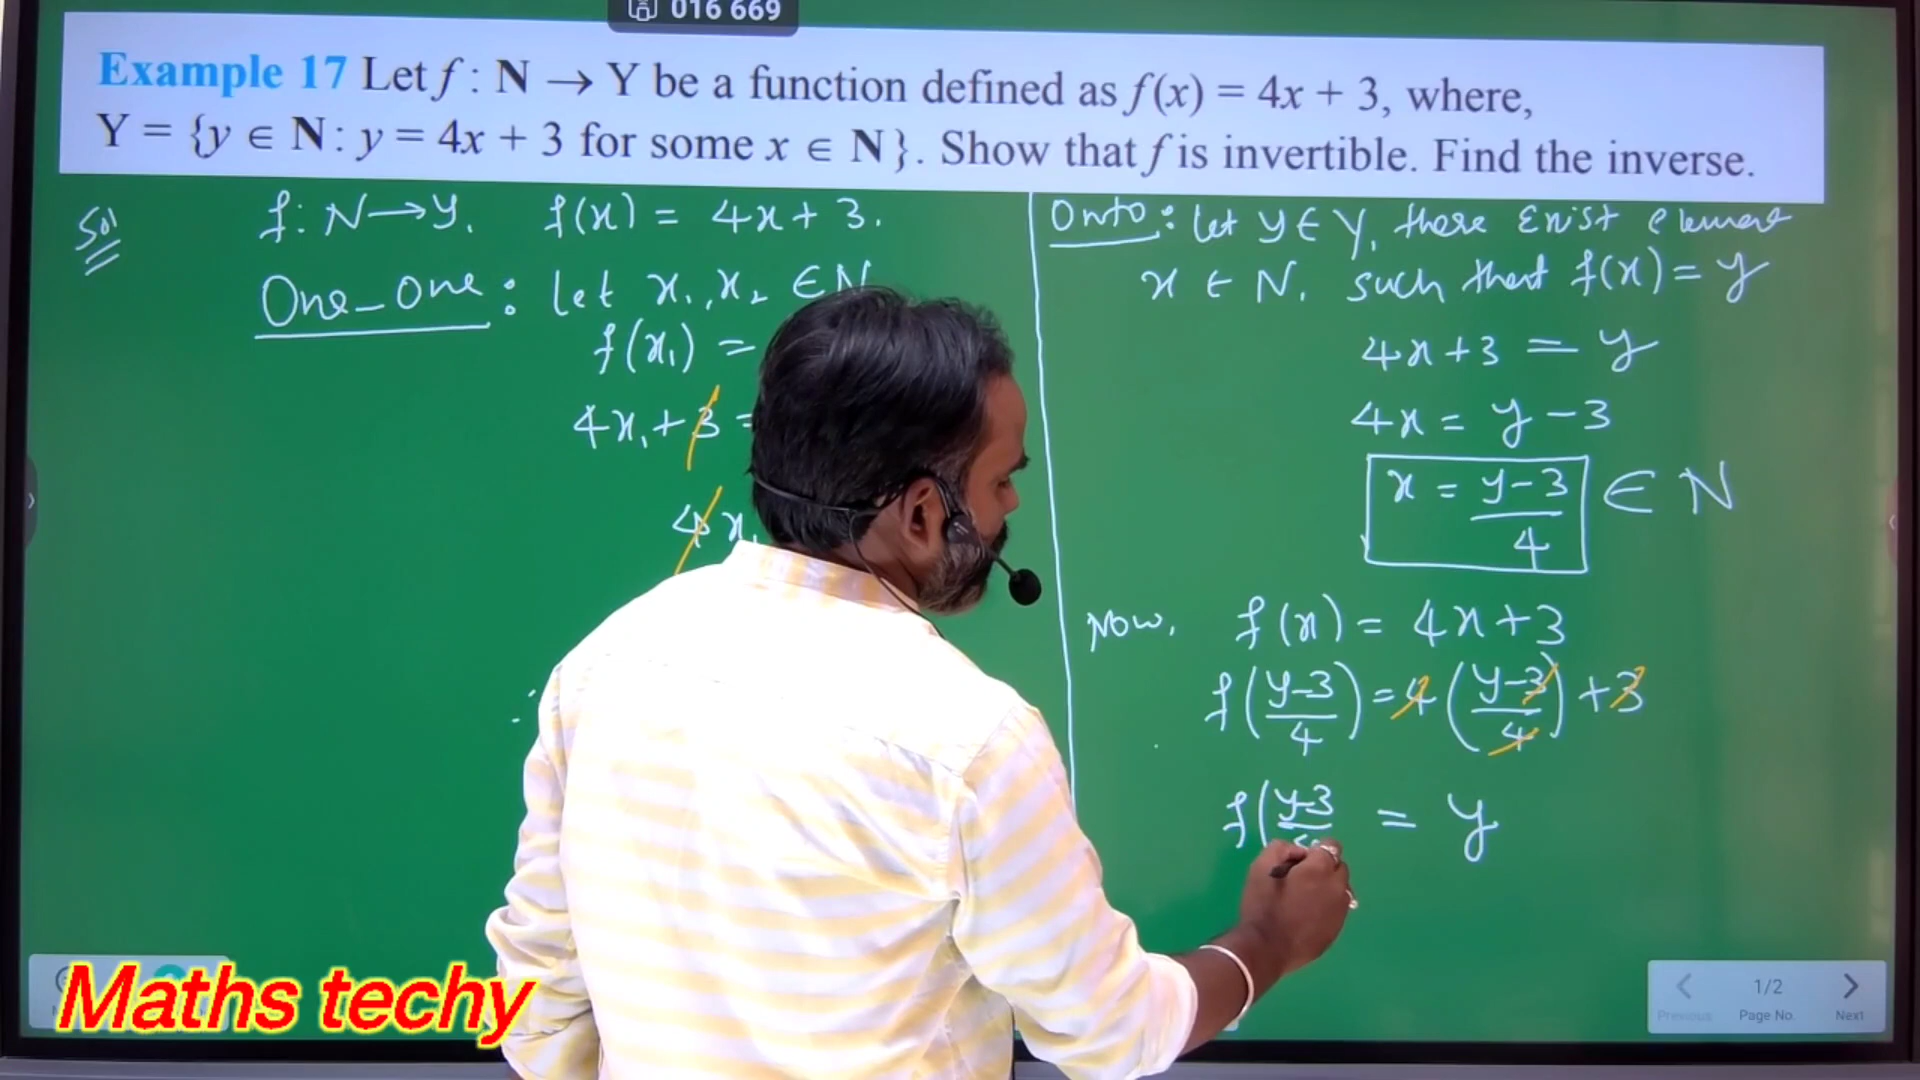 016 669
Example 17 Let f : N → Y be a function defined as f(x) = 4x + 3, where,
Y = {y ∈ N : y = 4x + 3 for some x ∈ N}. Show that f is invertible. Find the inverse.
Sol f: N→Y, f(x) = 4x + 3.
One-One : let x₁, x₂ ∈ N
f(x₁) =
4x₁ + 3 =
4x₁
Onto : let y ∈ Y, there Exist element
x ∈ N, such that f(x) = y
4x + 3 = y
4x = y - 3
x = y-3/4 ∈ N
Now, f(x) = 4x + 3
f(y-3/4) = 4(y-3/4) + 3
f(y-3 = y
Maths techy
1/2
Previous Page No. Next